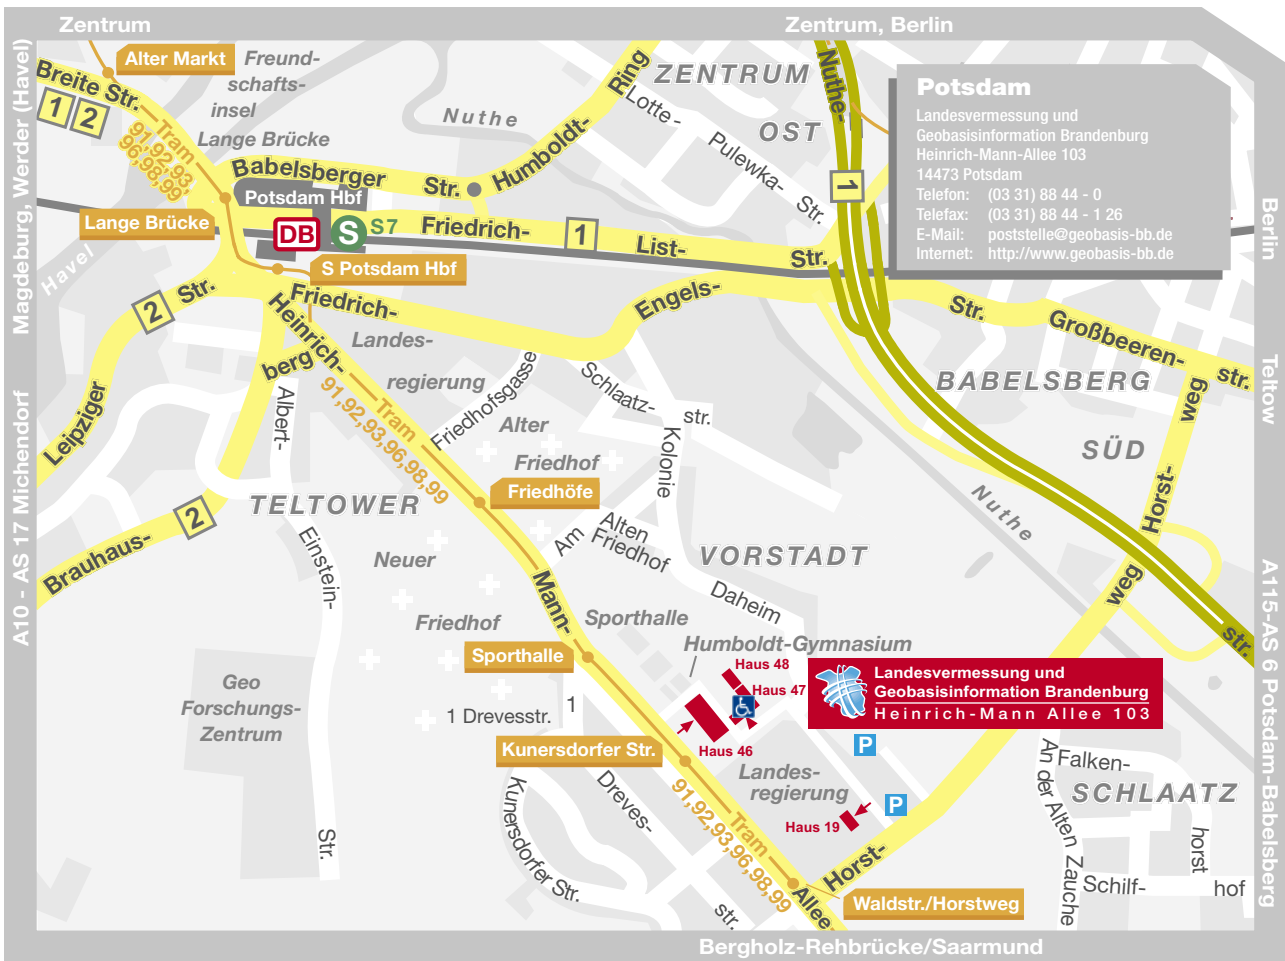 Zentrum
Zentrum, Berlin
Magdeburg, Werder (Havel)
A10 - AS 17 Michendorf
Berlin
Teltow
A115-AS 6 Potsdam-Babelsberg
Bergholz-Rehbrücke/Saarmund
Potsdam
Landesvermessung und
Geobasisinformation Brandenburg
Heinrich-Mann-Allee 103
14473 Potsdam
Telefon: (03 31) 88 44 - 0
Telefax: (03 31) 88 44 - 1 26
E-Mail: poststelle@geobasis-bb.de
Internet: http://www.geobasis-bb.de
Alter Markt
Freund-
schafts-
insel
Lange Brücke
Breite Str.
1
2
Tram
91,92,93,
96,98,99
Nuthe
Humboldt-
Ring
Lotte-
Pulewka-
Str.
ZENTRUM
OST
Nuthe-
1
Babelsberger
Str.
Potsdam Hbf
DB
S
S7
Friedrich-
1
List-
Str.
Lange Brücke
S Potsdam Hbf
Havel
2
Str.
Leipziger
Friedrich-
Engels-
Str.
Großbeeren-
str.
Heinrich-
berg
Landes-
regierung
Albert-
Tram
91,92,93,96,98,99
Friedhofsgasse
Schlaatz-
str.
Kolonie
Alter
Friedhof
Friedhöfe
BABELSBERG
SÜD
weg
Horst-
Nuthe
weg
str.
TELTOWER
VORSTADT
2
Brauhaus-
Einstein-
Str.
Neuer
Friedhof
Am
Alten
Friedhof
Daheim
Mann-
Sporthalle
Sporthalle
Humboldt-Gymnasium
Haus 48
Haus 47
Haus 46
Landesvermessung und
Geobasisinformation Brandenburg
Heinrich-Mann Allee 103
Geo
Forschungs-
Zentrum
1 Drevesstr.
1
Kunersdorfer Str.
Kunersdorfer Str.
Dreves-
str.
P
P
Landes-
regierung
Haus 19
Tram
91,92,93,96,98,99
Allee
Horst-
Waldstr./Horstweg
An der Alten Zauche
Falken-
horst
SCHLAATZ
Schilf-
hof